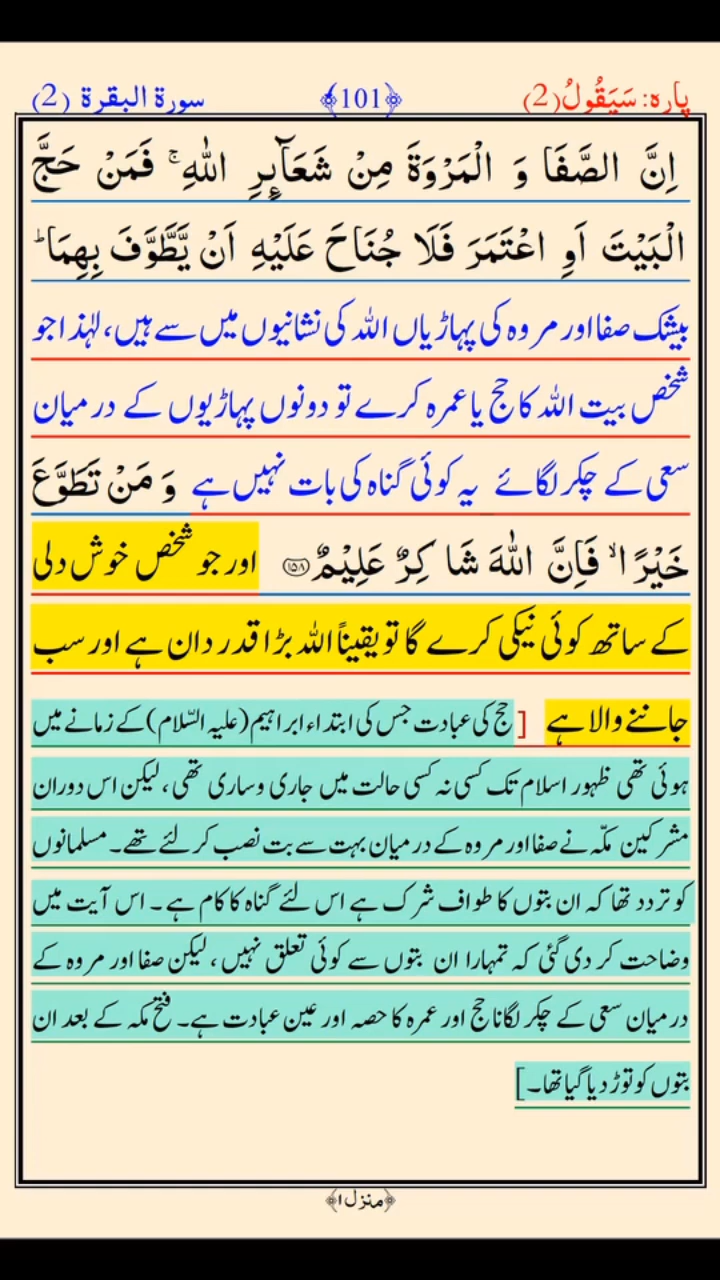 پارہ: سَیَقُولُ(2) ﴿101﴾ سورة البقرة (2)
اِنَّ الصَّفَا وَ الْمَرْوَةَ مِنْ شَعَآىِٕرِ اللّٰهِ ۚ فَمَنْ حَجَّ
الْبَیْتَ اَوِ اعْتَمَرَ فَلَا جُنَاحَ عَلَیْهِ اَنْ یَّطَّوَّفَ بِهِمَا ؕ
بیشک صفا اور مروہ کی پہاڑیاں اللہ کی نشانیوں میں سے ہیں، لہٰذا جو
شخص بیت اللہ کا حج یا عمرہ کرے تو دونوں پہاڑیوں کے درمیان
سعی کے چکر لگائے یہ کوئی گناہ کی بات نہیں ہے وَ مَنْ تَطَوَّعَ
خَیْرًا ۙ فَاِنَّ اللّٰهَ شَاكِرٌ عَلِیْمٌ ﴿۱۵۸﴾ اور جو شخص خوش دلی
کے ساتھ کوئی نیکی کرے گا تو یقیناً اللہ بڑا قدر دان ہے اور سب
جاننے والا ہے [ حج کی عبادت جس کی ابتداء ابراہیم (علیہ السّلام) کے زمانے میں
ہوئی تھی ظہور اسلام تک کسی نہ کسی حالت میں جاری و ساری تھی، لیکن اس دوران
مشرکین مکّہ نے صفا اور مروہ کے درمیان بہت سے بت نصب کر لئے تھے۔ مسلمانوں
کو تردد تھا کہ ان بتوں کا طواف شرک ہے اس لئے گناہ کا کام ہے۔ اس آیت میں
وضاحت کر دی گئی کہ تمہارا ان بتوں سے کوئی تعلق نہیں، لیکن صفا اور مروہ کے
درمیان سعی کے چکر لگانا حج اور عمرہ کا حصہ اور عین عبادت ہے۔ فتح مکہ کے بعد ان
بتوں کو توڑ دیا گیا تھا۔]
﴿منزل ۱﴾